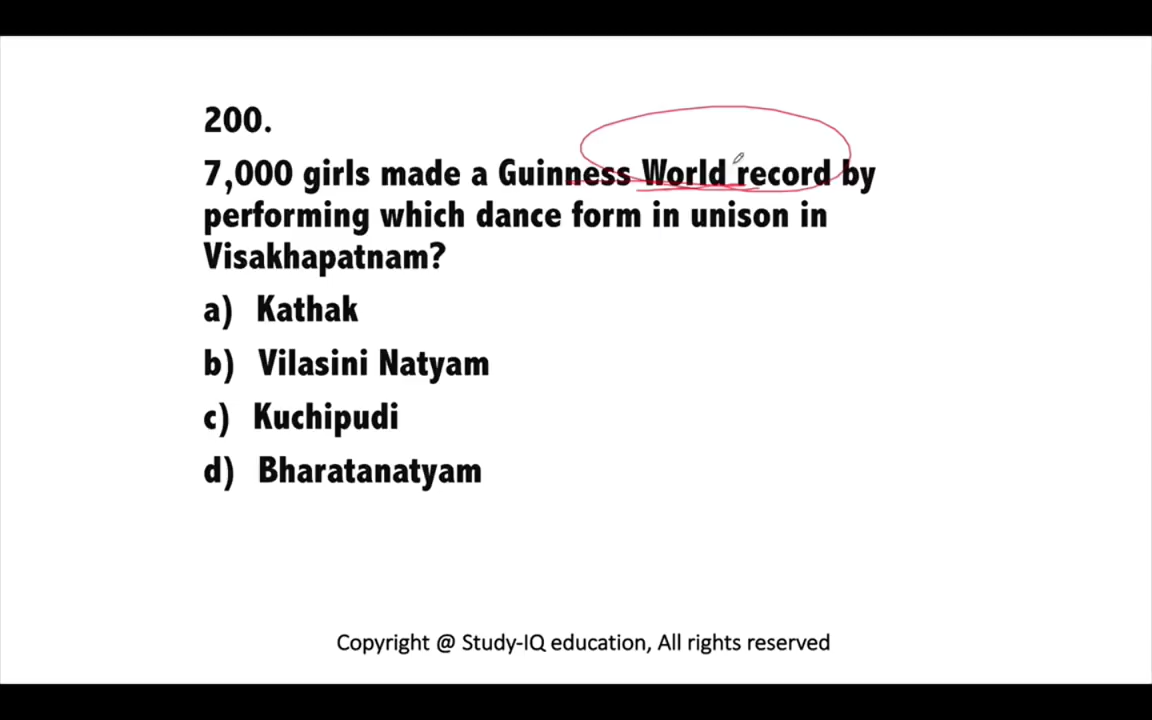 200.
7,000 girls made a Guinness World record by
performing which dance form in unison in
Visakhapatnam?
a) Kathak
b) Vilasini Natyam
c) Kuchipudi
d) Bharatanatyam
Copyright @ Study-IQ education, All rights reserved